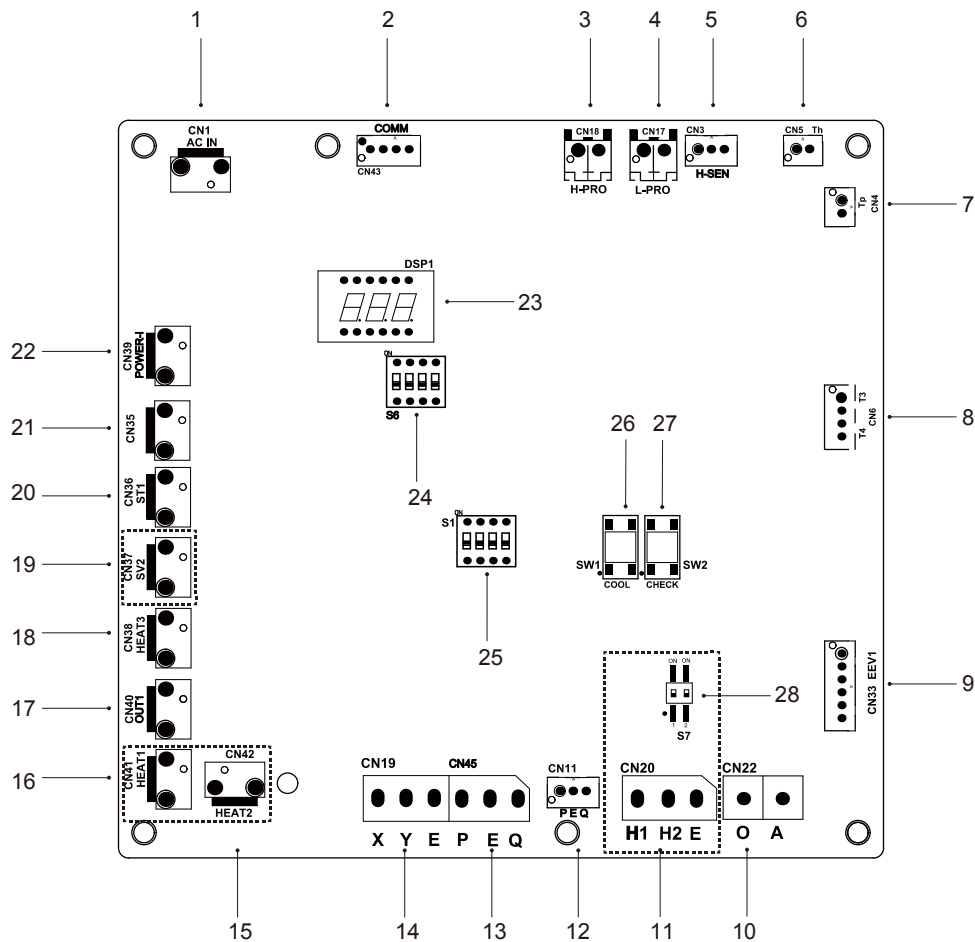 1 2 3 4 5 6
CN1
AC IN
COMM
CN43
CN18
H-PRO
CN17
L-PRO
CN3
H-SEN
CN5 Th
Tp
CN4
7
DSP1
23
ON
S6
24
22
CN39
POWER-I
21
CN35
20
CN36
ST1
19
CN37
SV2
18
CN38
HEAT3
17
CN40
OUT1
16
CN41
HEAT1
CN42
HEAT2
T3
CN6
T4
8
26 27
ON
S1
25
SW1
COOL
SW2
CHECK
EEV1
CN33
9
ON ON
1 2
S7
28
CN19 CN45
X Y E P E Q
CN11
P E Q
CN20
H1 H2 E
CN22
O A
15 14 13 12 11 10